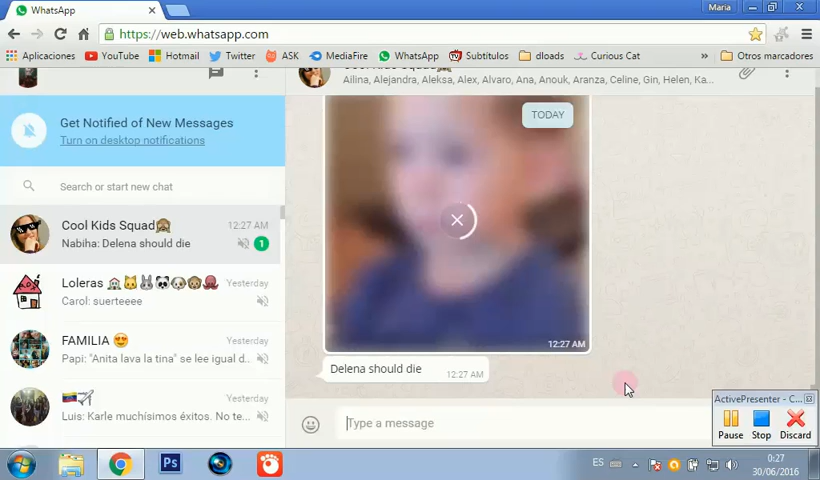 WhatsApp
Maria
https://web.whatsapp.com
Aplicaciones YouTube Hotmail Twitter ASK MediaFire WhatsApp Subtítulos dloads Curious Cat » Otros marcadores
Ailina, Alejandra, Aleksa, Alex, Alvaro, Ana, Anouk, Aranza, Celine, Gin, Helen, Ka...
Get Notified of New Messages
Turn on desktop notifications
Search or start new chat
Cool Kids Squad🙈 12:27 AM
Nabiha: Delena should die 1
Loleras Yesterday
Carol: suerteeee
FAMILIA 😍 Yesterday
Papi: "Anita lava la tina" se lee igual d..
🇻🇪✈ Yesterday
Luis: Karle muchísimos éxitos. No te...
TODAY
12:27 AM
Delena should die 12:27 AM
Type a message
ActivePresenter - C...
Pause Stop Discard
Ps
ES
0:27
30/06/2016